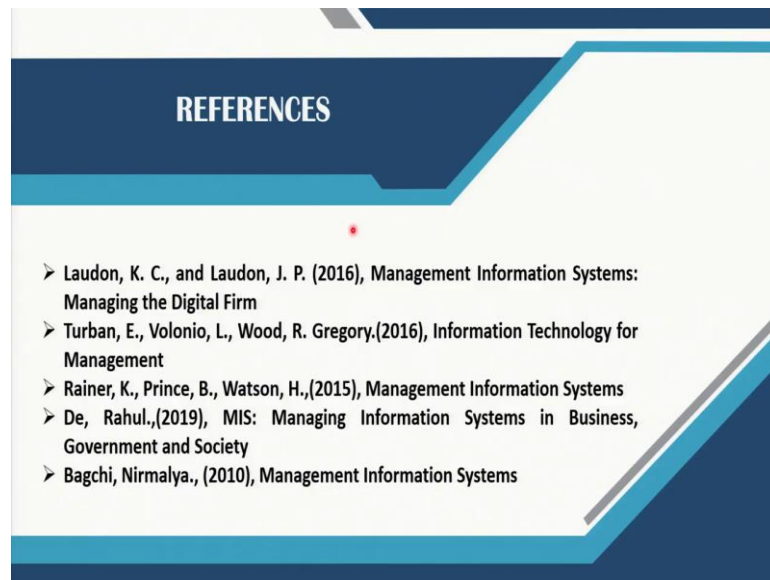 REFERENCES
➢ Laudon, K. C., and Laudon, J. P. (2016), Management Information Systems:
Managing the Digital Firm
➢ Turban, E., Volonio, L., Wood, R. Gregory.(2016), Information Technology for
Management
➢ Rainer, K., Prince, B., Watson, H.,(2015), Management Information Systems
➢ De, Rahul.,(2019), MIS: Managing Information Systems in Business,
Government and Society
➢ Bagchi, Nirmalya., (2010), Management Information Systems